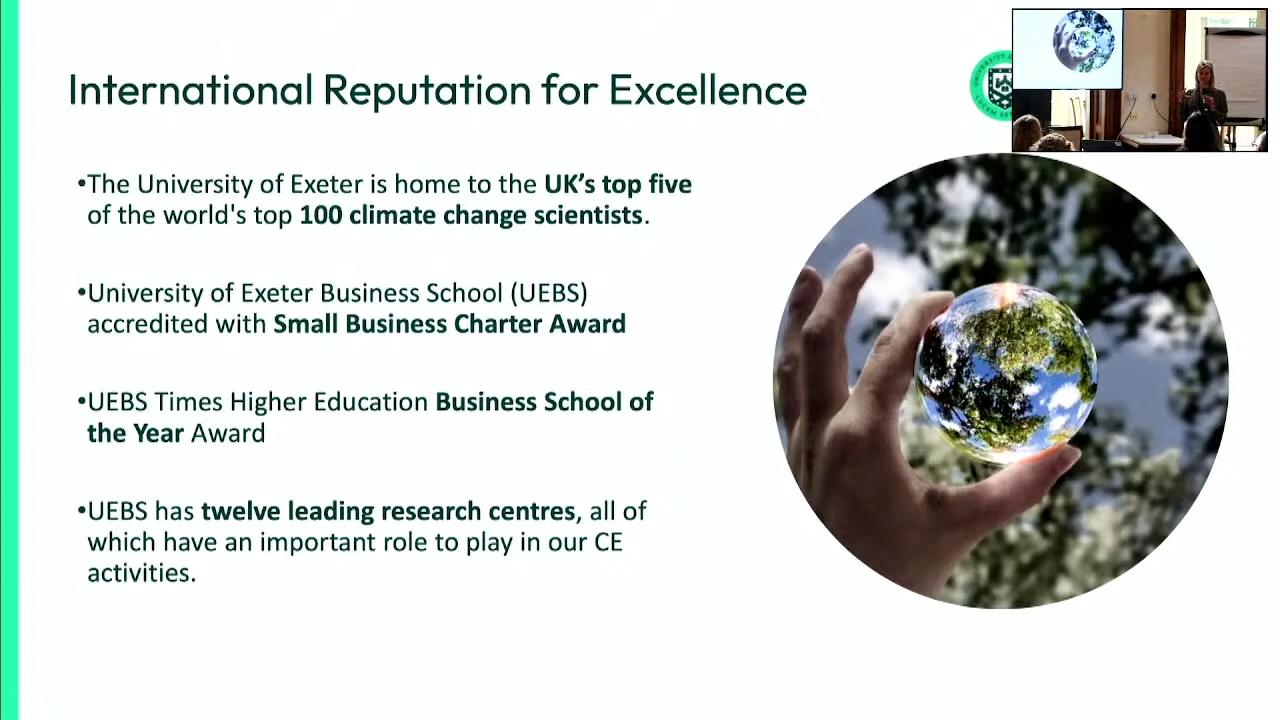 International Reputation for Excellence
•The University of Exeter is home to the UK’s top five
of the world's top 100 climate change scientists.
•University of Exeter Business School (UEBS)
accredited with Small Business Charter Award
•UEBS Times Higher Education Business School of
the Year Award
•UEBS has twelve leading research centres, all of
which have an important role to play in our CE
activities.